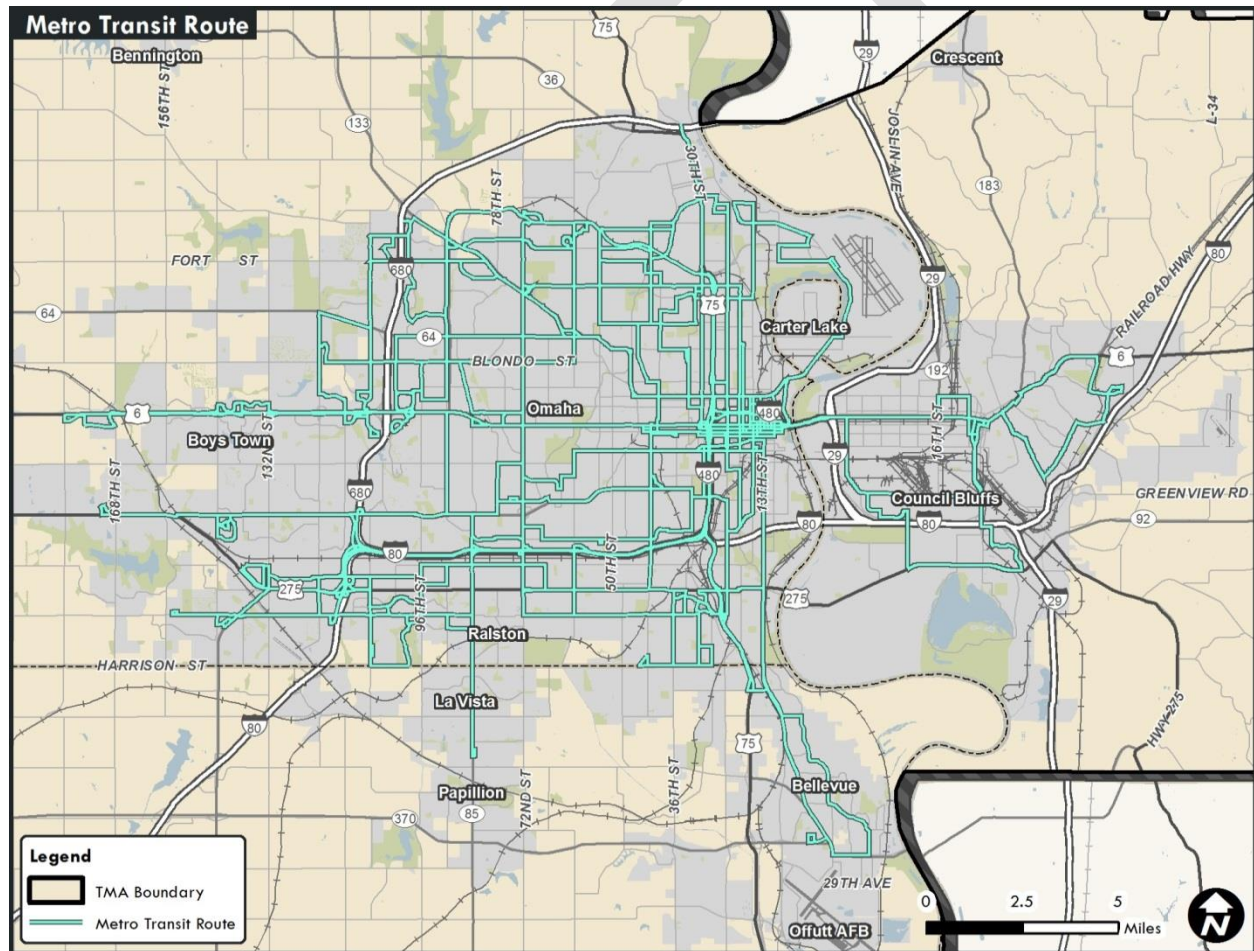 Metro Transit Route
Bennington
75
29
Crescent
36
156TH ST
133
L-34
JOSLIN AVE
30TH ST
183
78TH ST
RAILROAD HWY
80
FORT ST
680
29
75
64
Carter Lake
64
BLONDO ST
6
192
6
Omaha
480
16TH ST
Boys Town
132ND ST
29
168TH ST
680
480
13TH ST
Council Bluffs
GREENVIEW RD
80
80
92
80
50TH ST
275
96TH ST
275
29
Ralston
HARRISON ST
La Vista
80
75
HWY 275
36TH ST
Papillion
72ND ST
Bellevue
85
370
29TH AVE
Offutt AFB
Legend
TMA Boundary
Metro Transit Route
0 2.5 5
Miles
N